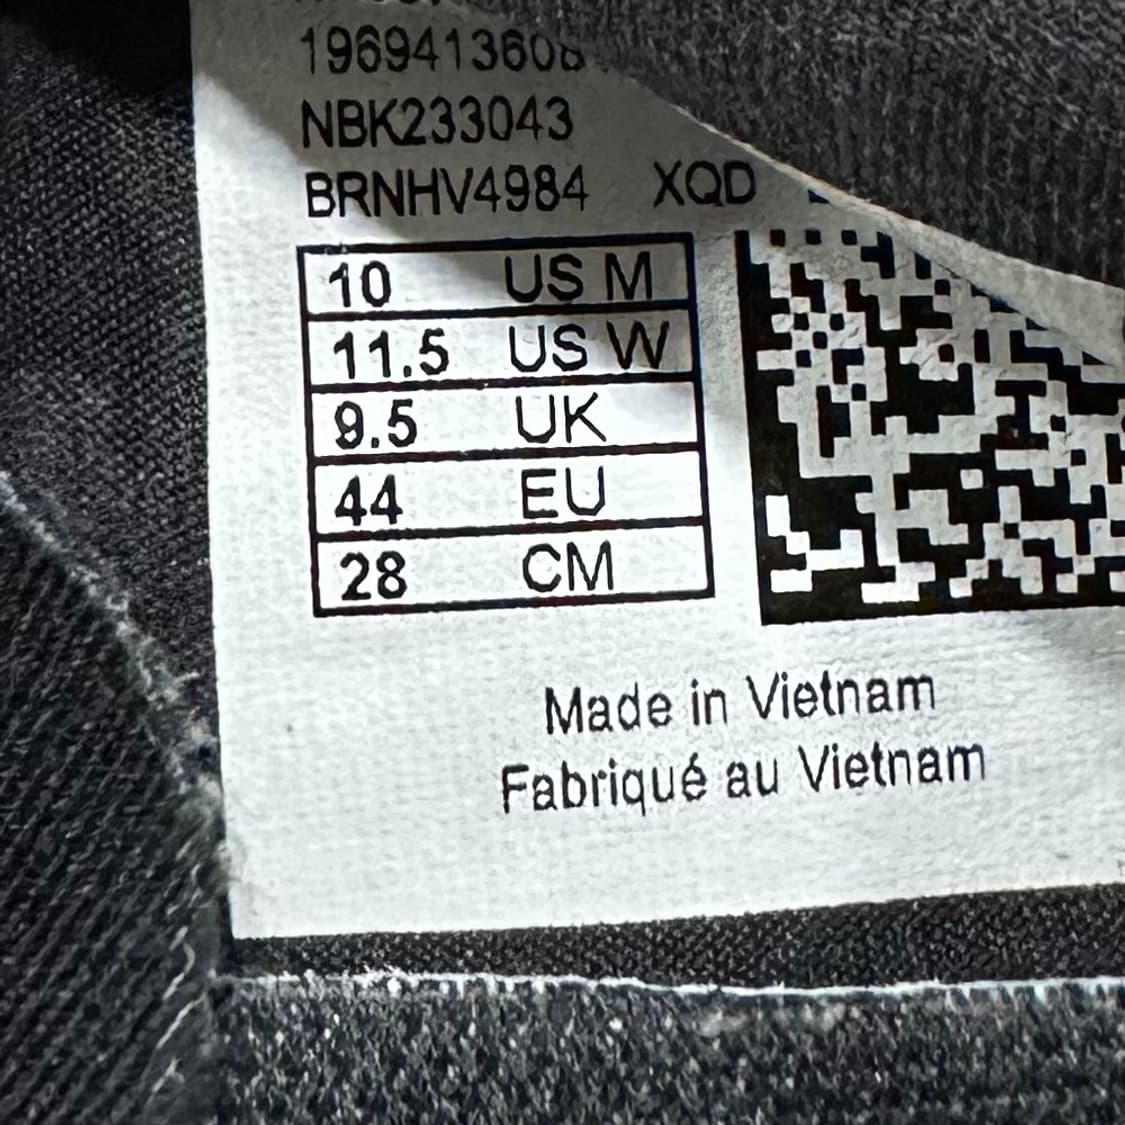 NBK233043
BRNHV4984 XQD
10 US M
11.5 US W
9.5 UK
44 EU
28 CM
Made in Vietnam
Fabriqué au Vietnam